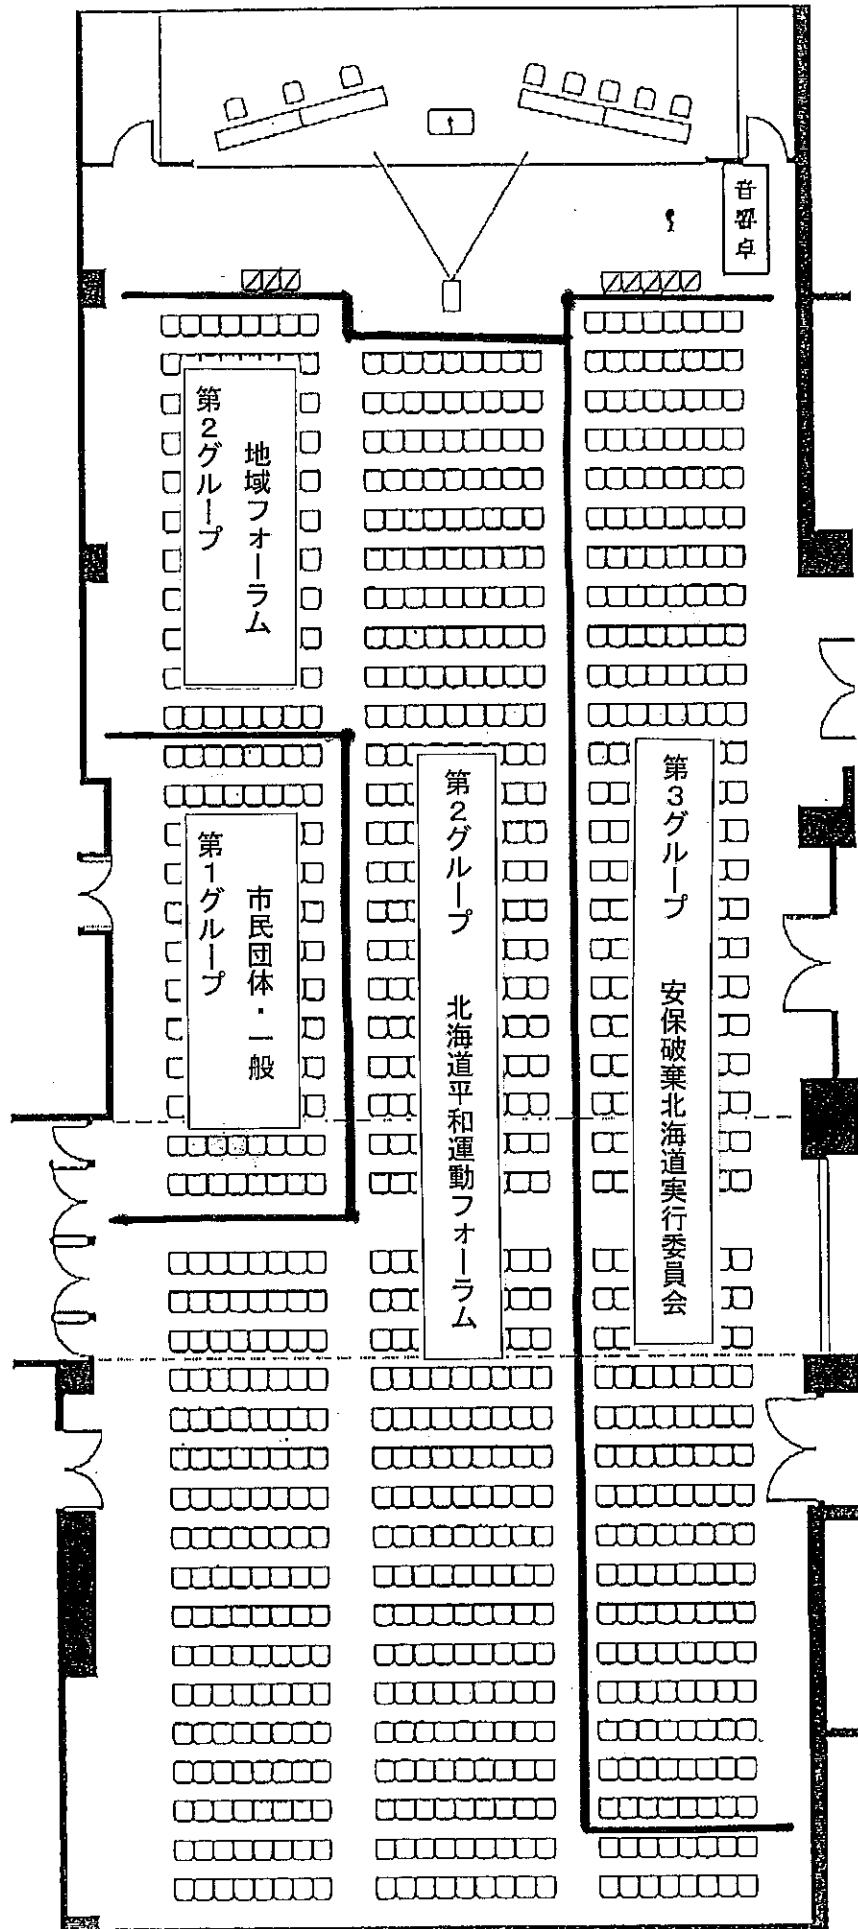 音響卓
第2グループ
地域フォーラム
第1グループ
市民団体・一般
第2グループ　北海道平和運動フォーラム
第3グループ　安保破棄北海道実行委員会